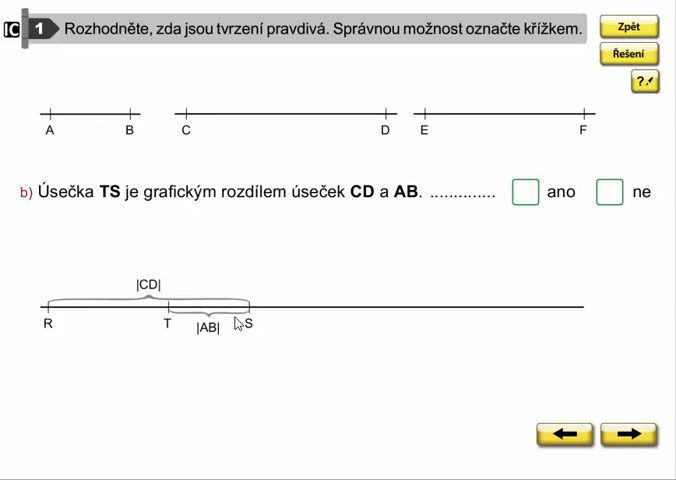 1 Rozhodněte, zda jsou tvrzení pravdivá. Správnou možnost označte křížkem.
Zpět
Řešení
?
A B C D E F
b) Úsečka TS je grafickým rozdílem úseček CD a AB. .............. ano ne
|CD|
R T |AB| S